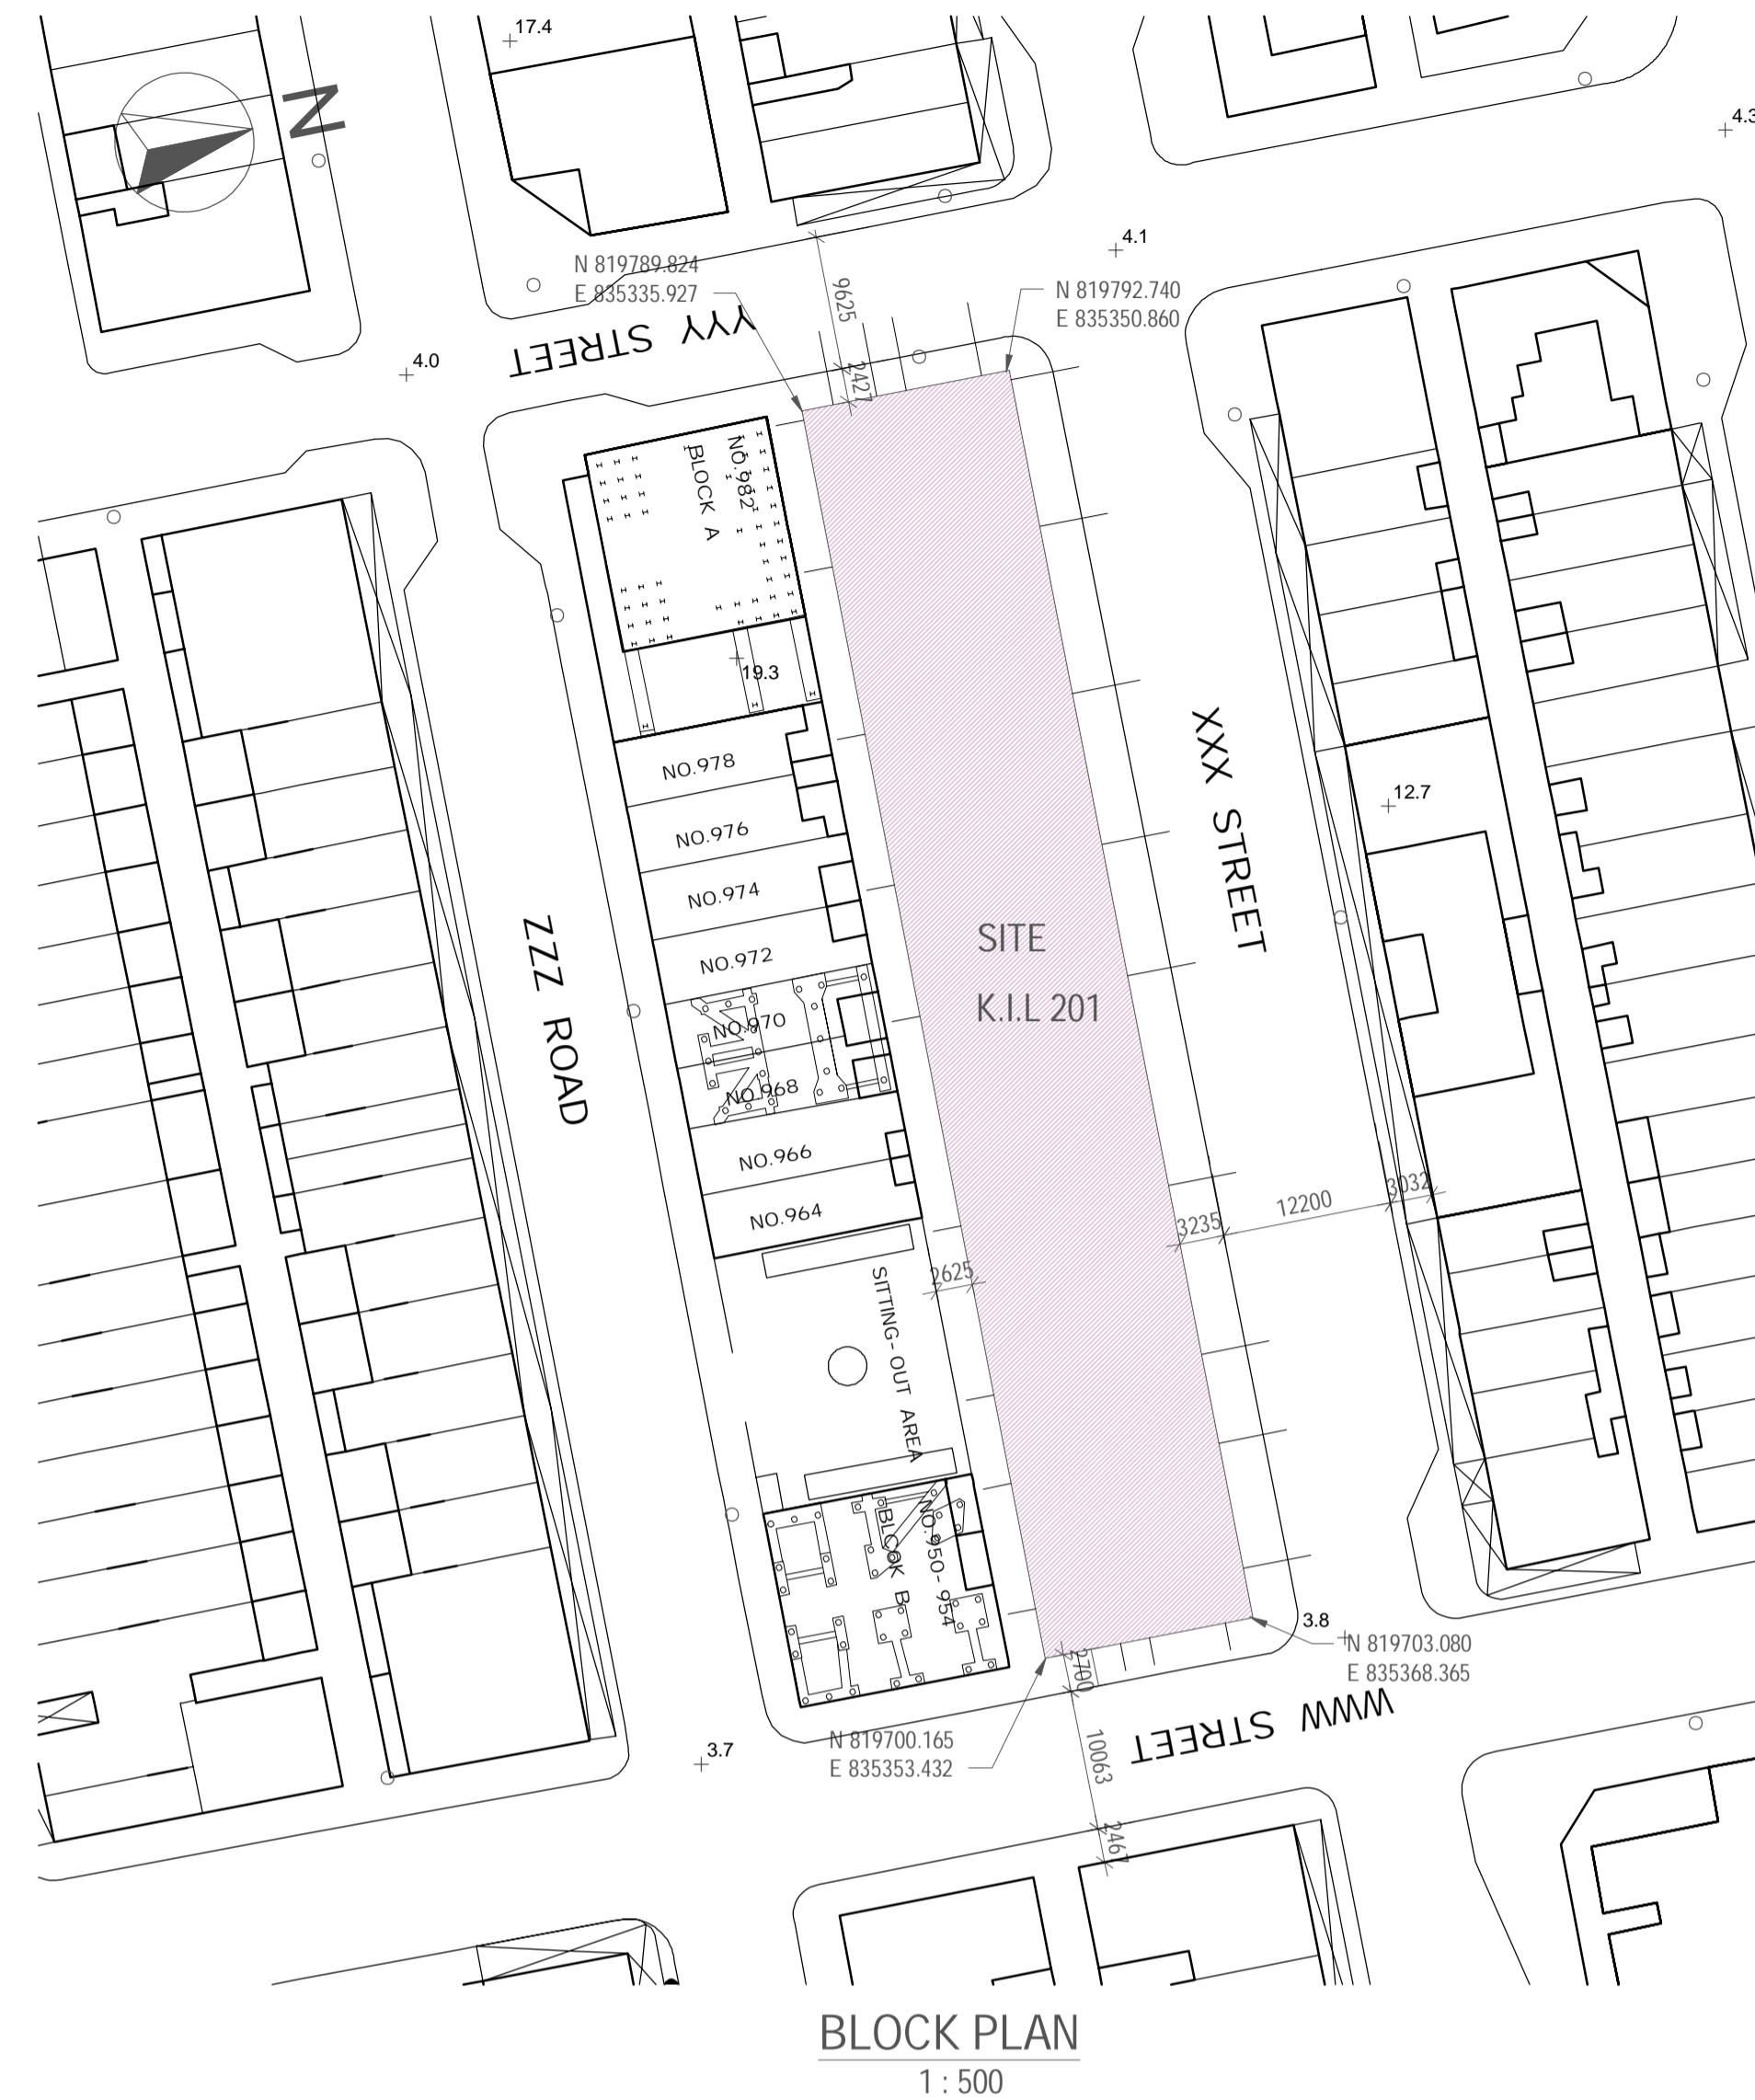 17.4
N
4.3
4.1
N 819789.824
E 835335.927
9625
N 819792.740
E 835350.860
YYY STREET
4.0
2427
NO.982
BLOCK A
19.3
NO.978
XXX STREET
12.7
NO.976
NO.974
ZZZ ROAD
SITE
NO.972
K.I.L 201
NO.970
NO.968
NO.966
3032
12200
NO.964
3235
2625
SITTING-OUT AREA
NO.950-954
BLOCK B
3.8
N 819703.080
E 835368.365
2700
WWW STREET
N 819700.165
E 835353.432
3.7
10063
2467
BLOCK PLAN
1 : 500